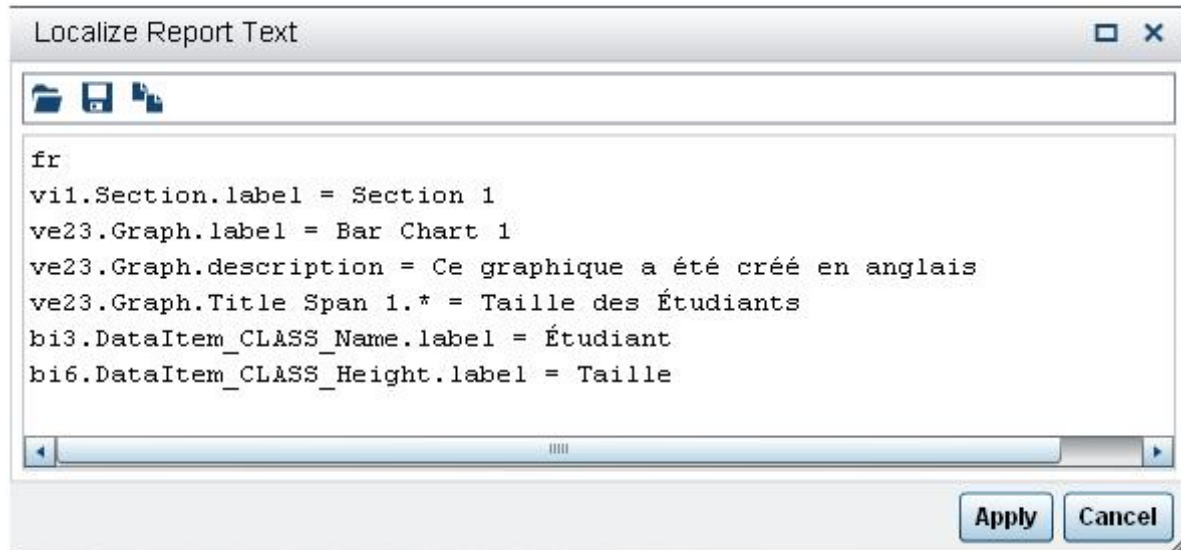 Localize Report Text
fr
vi1.Section.label = Section 1
ve23.Graph.label = Bar Chart 1
ve23.Graph.description = Ce graphique a été créé en anglais
ve23.Graph.Title Span 1.* = Taille des Étudiants
bi3.DataItem_CLASS_Name.label = Étudiant
bi6.DataItem_CLASS_Height.label = Taille
Apply Cancel